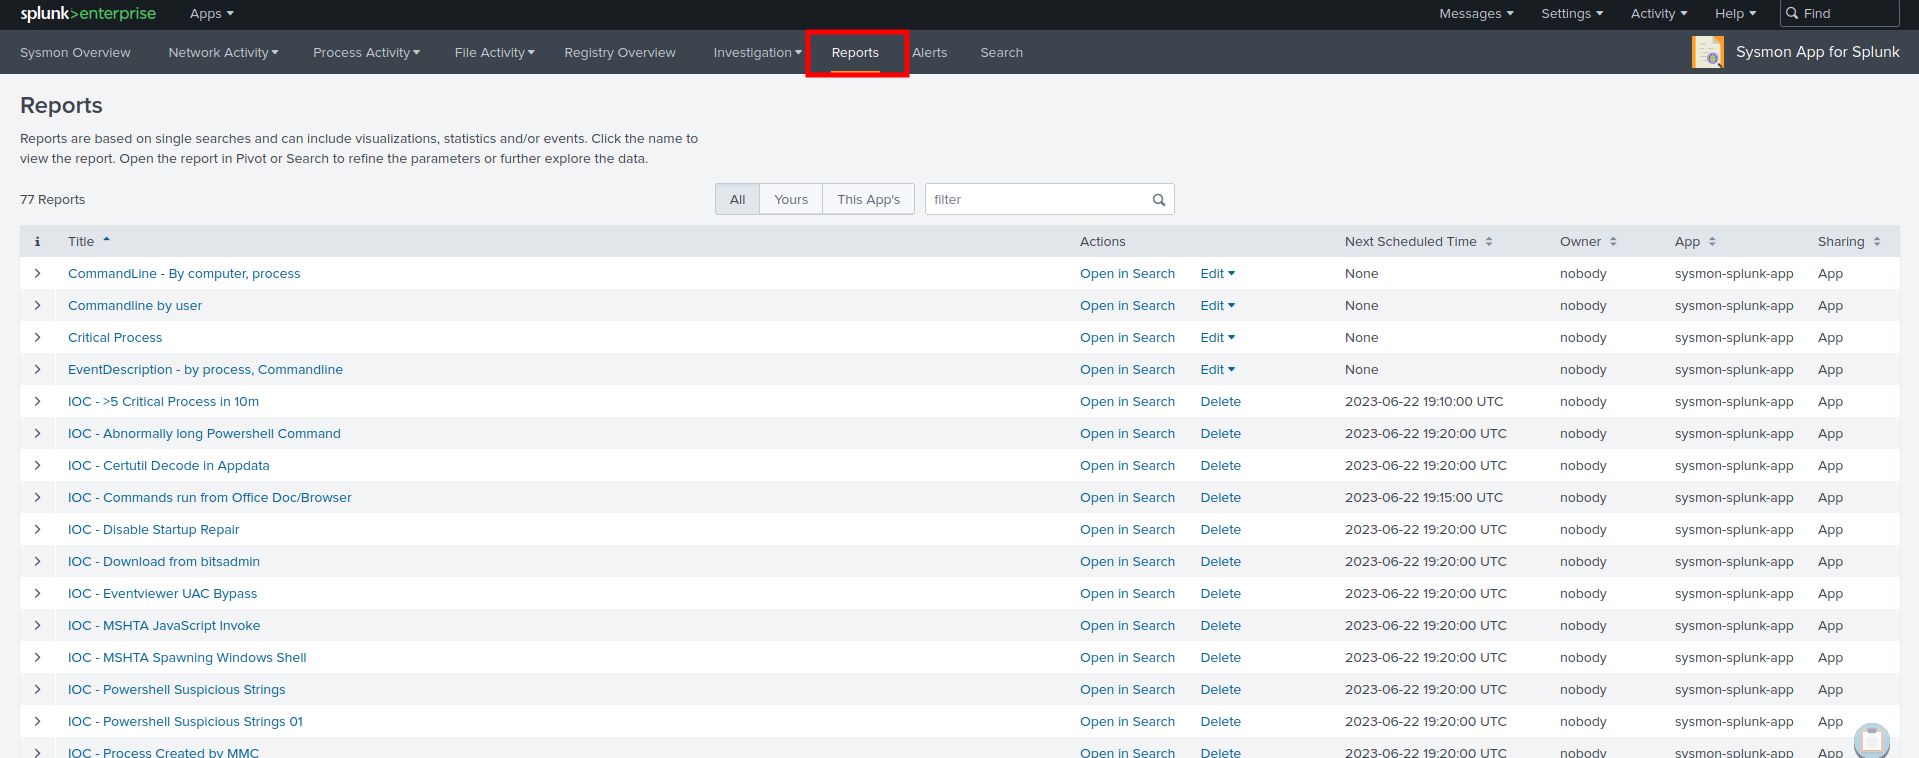 splunk>enterprise Apps Messages Settings Activity Help Find
Sysmon Overview Network Activity Process Activity File Activity Registry Overview Investigation Reports Alerts Search Sysmon App for Splunk
Reports
Reports are based on single searches and can include visualizations, statistics and/or events. Click the name to
view the report. Open the report in Pivot or Search to refine the parameters or further explore the data.
77 Reports All Yours This App's filter
i Title Actions Next Scheduled Time Owner App Sharing
CommandLine - By computer, process Open in Search Edit None nobody sysmon-splunk-app App
Commandline by user Open in Search Edit None nobody sysmon-splunk-app App
Critical Process Open in Search Edit None nobody sysmon-splunk-app App
EventDescription - by process, Commandline Open in Search Edit None nobody sysmon-splunk-app App
IOC - >5 Critical Process in 10m Open in Search Delete 2023-06-22 19:10:00 UTC nobody sysmon-splunk-app App
IOC - Abnormally long Powershell Command Open in Search Delete 2023-06-22 19:20:00 UTC nobody sysmon-splunk-app App
IOC - Certutil Decode in Appdata Open in Search Delete 2023-06-22 19:20:00 UTC nobody sysmon-splunk-app App
IOC - Commands run from Office Doc/Browser Open in Search Delete 2023-06-22 19:15:00 UTC nobody sysmon-splunk-app App
IOC - Disable Startup Repair Open in Search Delete 2023-06-22 19:20:00 UTC nobody sysmon-splunk-app App
IOC - Download from bitsadmin Open in Search Delete 2023-06-22 19:20:00 UTC nobody sysmon-splunk-app App
IOC - Eventviewer UAC Bypass Open in Search Delete 2023-06-22 19:20:00 UTC nobody sysmon-splunk-app App
IOC - MSHTA JavaScript Invoke Open in Search Delete 2023-06-22 19:20:00 UTC nobody sysmon-splunk-app App
IOC - MSHTA Spawning Windows Shell Open in Search Delete 2023-06-22 19:20:00 UTC nobody sysmon-splunk-app App
IOC - Powershell Suspicious Strings Open in Search Delete 2023-06-22 19:20:00 UTC nobody sysmon-splunk-app App
IOC - Powershell Suspicious Strings 01 Open in Search Delete 2023-06-22 19:20:00 UTC nobody sysmon-splunk-app App
IOC - Process Created by MMC Open in Search Delete 2023-06-22 19:20:00 UTC nobody sysmon-splunk-app App